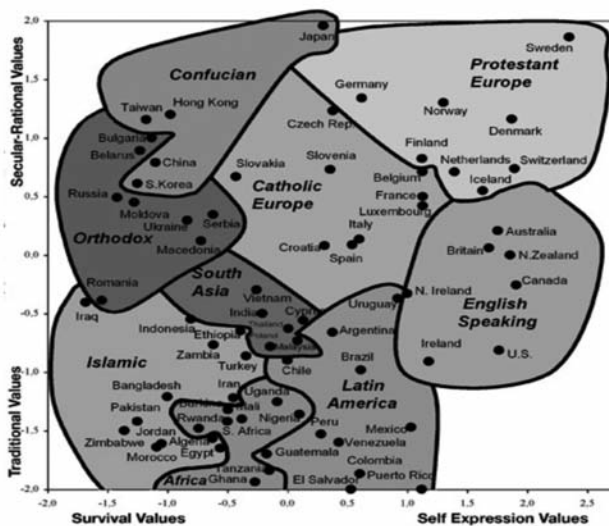 Secular-Rational Values
Traditional Values
2.0
1.5
1.0
0.5
0.0
-0.5
-1.0
-1.5
-2.0
Japan
Sweden
Confucian
Protestant
Europe
Germany
Taiwan
Hong Kong
Norway
Czech Rep.
Denmark
Bulgaria
Belarus
China
Finland
Slovakia
Slovenia
Netherlands
Switzerland
Belgium
S.Korea
Catholic
Europe
Iceland
Russia
France
Moldova
Luxembourg
Ukraine
Serbia
Italy
Australia
Orthodox
Macedonia
Croatia
Spain
Britain
N.Zealand
South
Asia
Canada
Romania
Vietnam
Uruguay
N. Ireland
English
Speaking
Iraq
India
Indonesia
Ethiopia
Thailand
Argentina
Malaysia
Islamic
Zambia
Turkey
Chile
Brazil
Ireland
U.S.
Bangladesh
Iran
Uganda
Latin
America
Pakistan
Rwanda
Mali
Nigeria
Peru
Mexico
Zimbabwe
Jordan
Algeria
S. Africa
Venezuela
Morocco
Egypt
Guatemala
Colombia
Tanzania
Africa
Ghana
El Salvador
Puerto Rico
-2.0 -1.5 -1.0 -0.5 0.0 0.5 1.0 1.5 2.0 2.5
Survival Values Self Expression Values